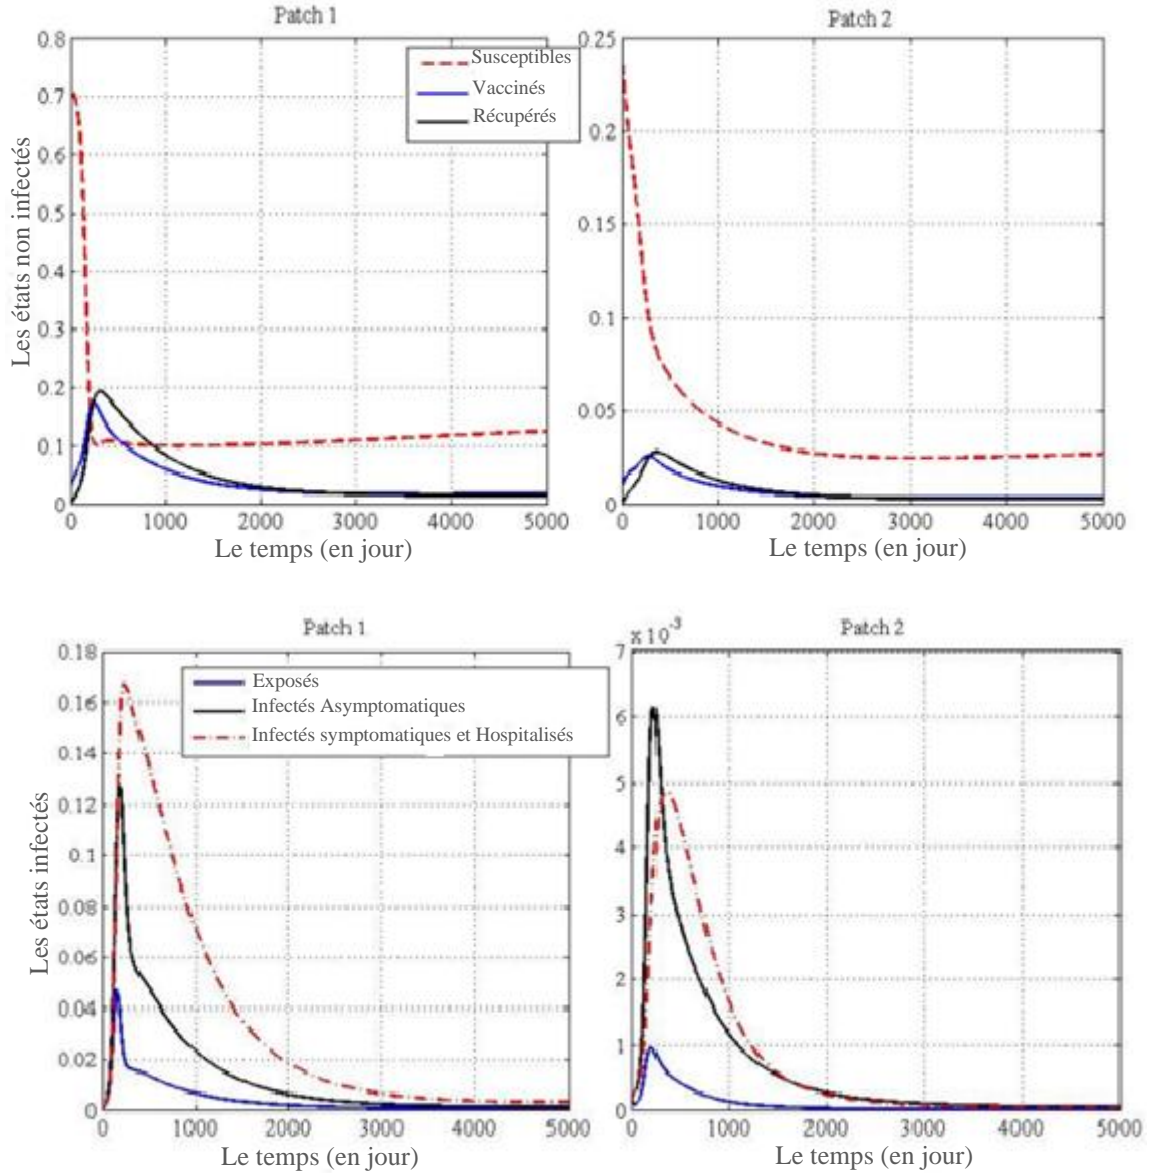 Patch 1
Patch 2
0.8
0.7
0.6
0.5
0.4
0.3
0.2
0.1
0
Les états non infectés
Susceptibles
Vaccinés
Récupérés
0.25
0.2
0.15
0.1
0.05
0
0 1000 2000 3000 4000 5000
0 1000 2000 3000 4000 5000
Le temps (en jour)
Le temps (en jour)
Patch 1
Patch 2
0.18
0.16
0.14
0.12
0.1
0.08
0.06
0.04
0.02
0
Les états infectés
Exposés
Infectés Asymptomatiques
Infectés symptomatiques et Hospitalisés
x 10⁻³
7
6
5
4
3
2
1
0
0 1000 2000 3000 4000 5000
0 1000 2000 3000 4000 5000
Le temps (en jour)
Le temps (en jour)